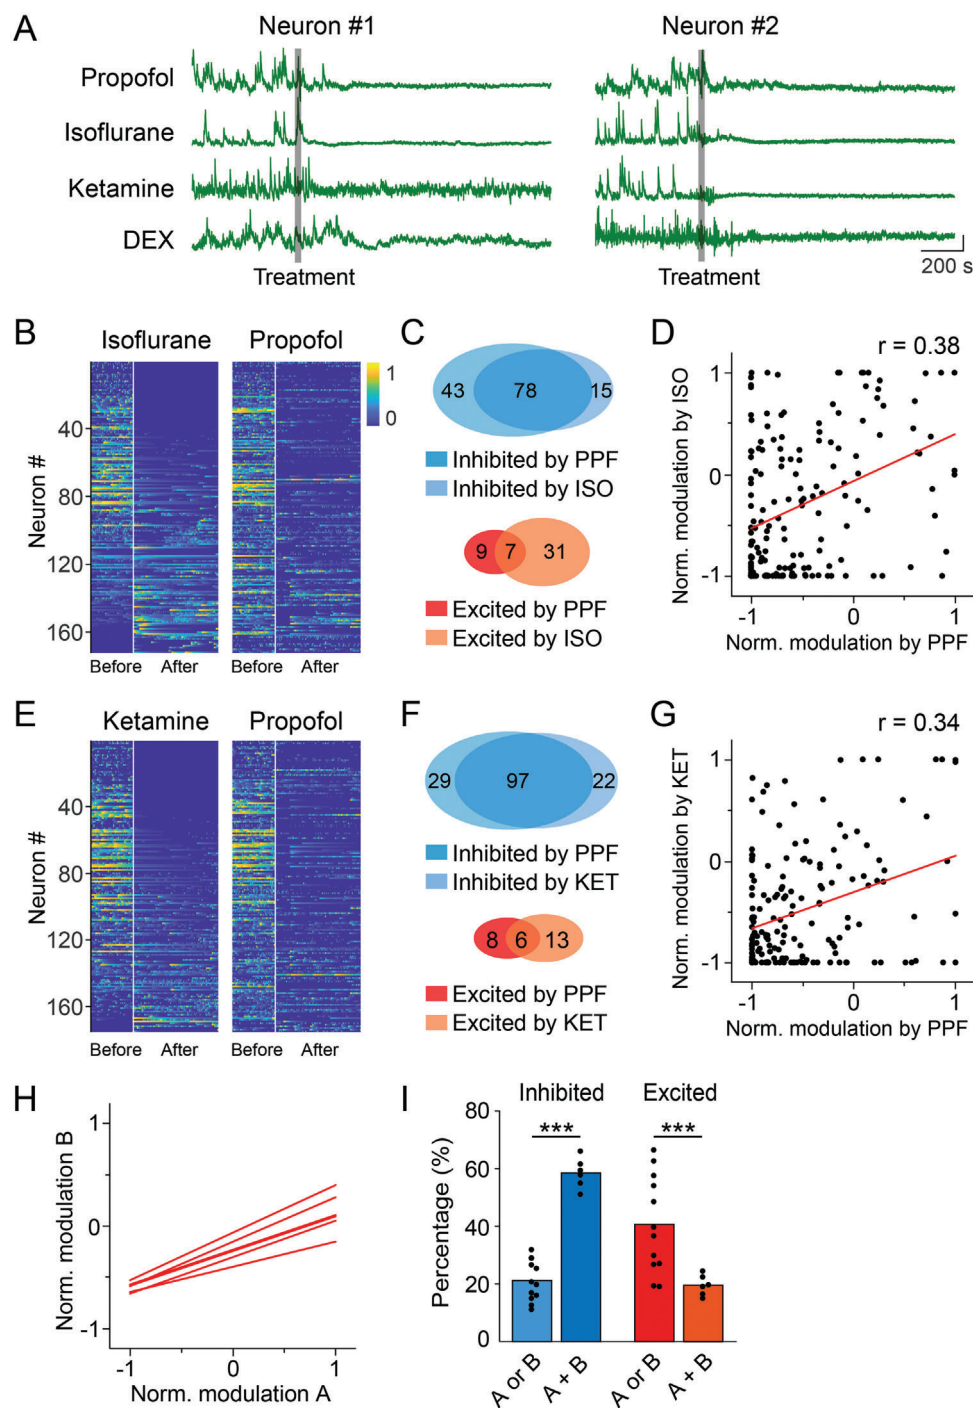 A
Neuron #1
Neuron #2
Propofol
Isoflurane
Ketamine
DEX
Treatment
Treatment
200 s
B
Isoflurane
Propofol
1
0
Neuron #
40
80
120
160
Before
After
Before
After
C
43
78
15
Inhibited by PPF
Inhibited by ISO
9
7
31
Excited by PPF
Excited by ISO
D
r = 0.38
Norm. modulation by ISO
1
0
-1
-1
0
1
Norm. modulation by PPF
E
Ketamine
Propofol
Neuron #
40
80
120
160
Before
After
Before
After
F
29
97
22
Inhibited by PPF
Inhibited by KET
8
6
13
Excited by PPF
Excited by KET
G
r = 0.34
Norm. modulation by KET
1
0
-1
-1
0
1
Norm. modulation by PPF
H
Norm. modulation B
1
0
-1
-1
0
1
Norm. modulation A
I
Inhibited
Excited
***
***
Percentage (%)
80
60
40
20
0
A or B
A + B
A or B
A + B